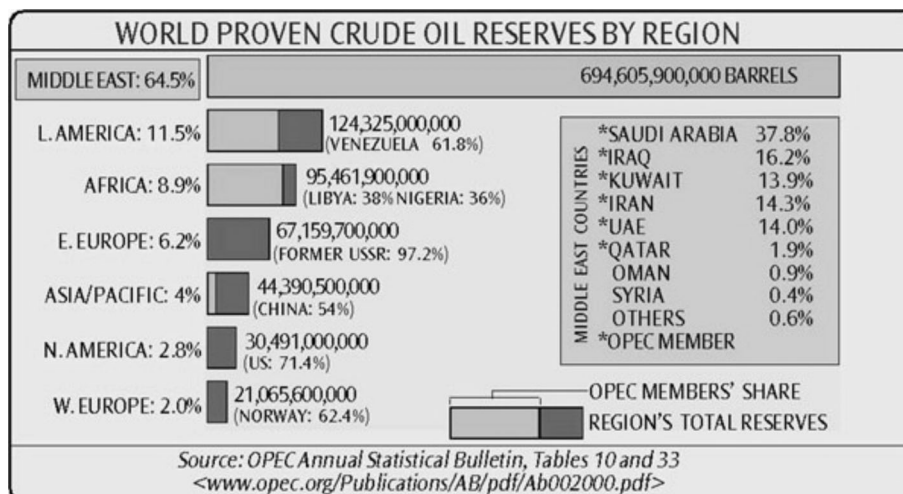 WORLD PROVEN CRUDE OIL RESERVES BY REGION
MIDDLE EAST: 64.5%
694,605,900,000 BARRELS
L. AMERICA: 11.5%
124,325,000,000
(VENEZUELA 61.8%)
AFRICA: 8.9%
95,461,900,000
(LIBYA: 38% NIGERIA: 36%)
E. EUROPE: 6.2%
67,159,700,000
(FORMER USSR: 97.2%)
ASIA/PACIFIC: 4%
44,390,500,000
(CHINA: 54%)
N. AMERICA: 2.8%
30,491,000,000
(US: 71.4%)
W. EUROPE: 2.0%
21,065,600,000
(NORWAY: 62.4%)
MIDDLE EAST COUNTRIES
*SAUDI ARABIA 37.8%
*IRAQ 16.2%
*KUWAIT 13.9%
*IRAN 14.3%
*UAE 14.0%
*QATAR 1.9%
OMAN 0.9%
SYRIA 0.4%
OTHERS 0.6%
*OPEC MEMBER
OPEC MEMBERS' SHARE
REGION'S TOTAL RESERVES
Source: OPEC Annual Statistical Bulletin, Tables 10 and 33
<www.opec.org/Publications/AB/pdf/Ab002000.pdf>